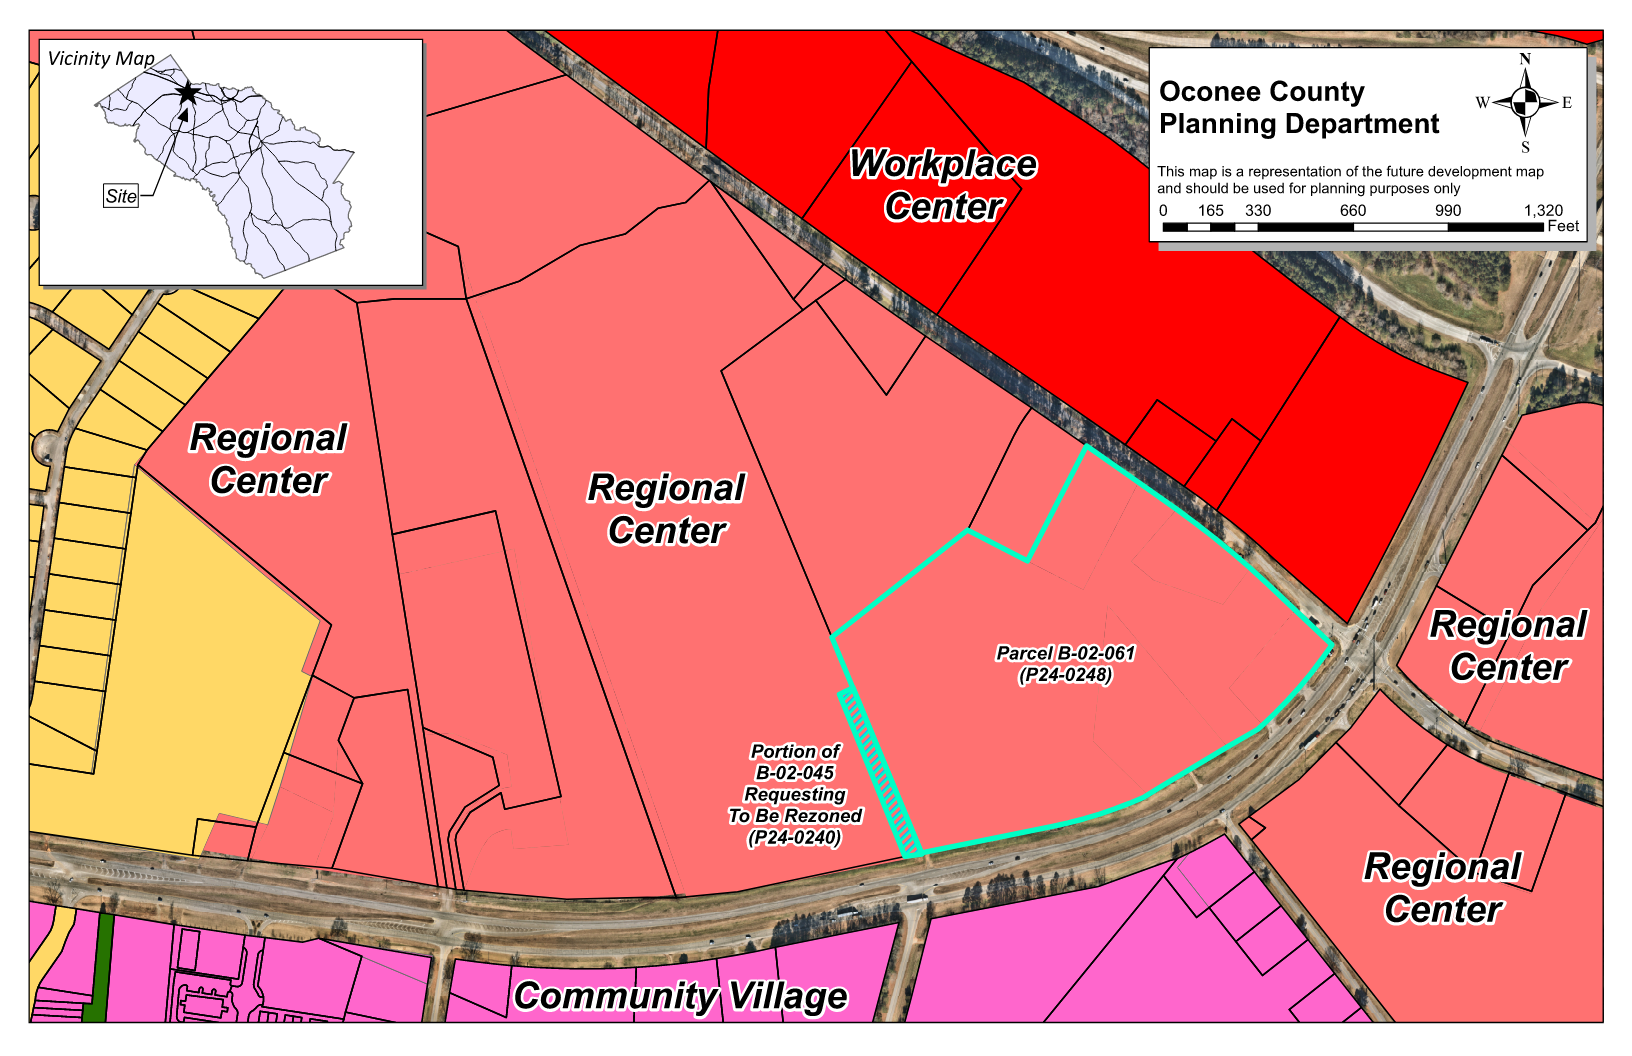 Vicinity Map
Site
Oconee County
Planning Department
N
W
E
S
This map is a representation of the future development map
and should be used for planning purposes only
0 165 330 660 990 1,320
Feet
Workplace
Center
Regional
Center
Regional
Center
Regional
Center
Parcel B-02-061
(P24-0248)
Portion of
B-02-045
Requesting
To Be Rezoned
(P24-0240)
Regional
Center
Community Village